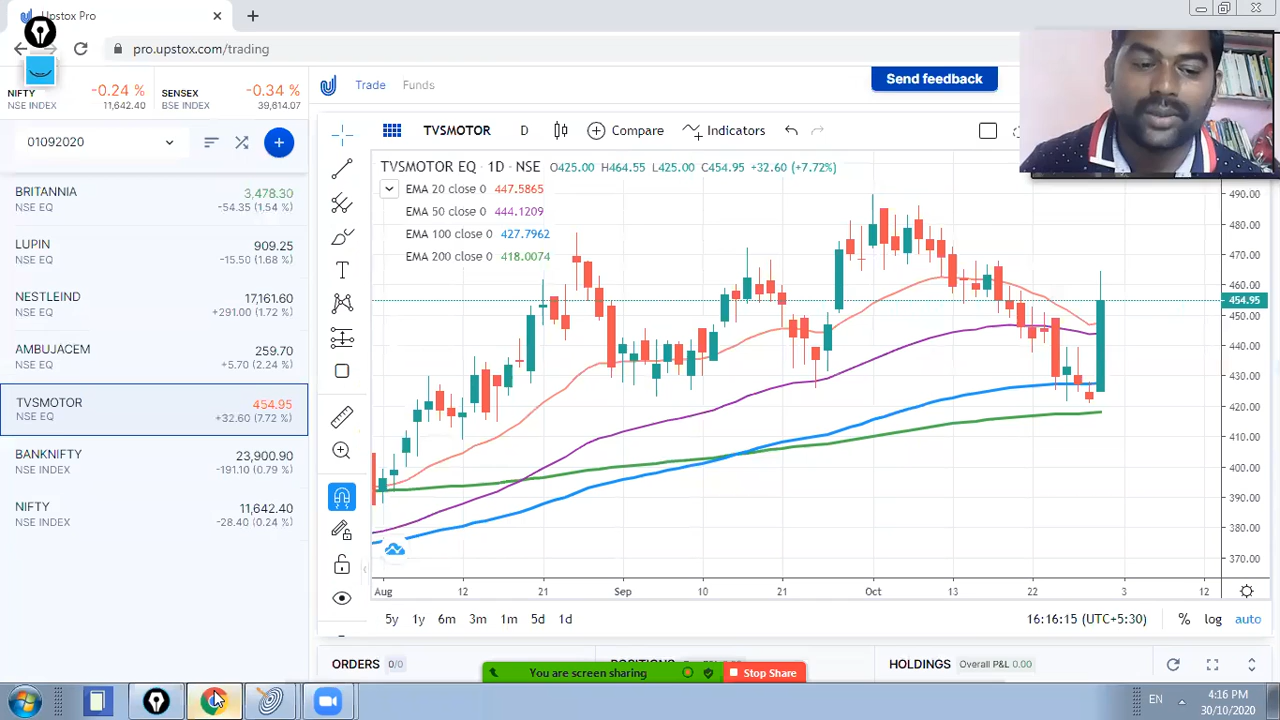 Upstox Pro
pro.upstox.com/trading
NIFTY -0.24 % SENSEX -0.34 %
NSE INDEX 11,642.40 BSE INDEX 39,614.07
Trade Funds Send feedback
01092020
TVSMOTOR D Compare Indicators
BRITANNIA 3,478.30
NSE EQ -54.35 (1.54 %)
LUPIN 909.25
NSE EQ -15.50 (1.68 %)
NESTLEIND 17,161.60
NSE EQ +291.00 (1.72 %)
AMBUJACEM 259.70
NSE EQ +5.70 (2.24 %)
TVSMOTOR 454.95
NSE EQ +32.60 (7.72 %)
BANKNIFTY 23,900.90
NSE INDEX -191.10 (0.79 %)
NIFTY 11,642.40
NSE INDEX -28.40 (0.24 %)
TVSMOTOR EQ · 1D · NSE O425.00 H464.55 L425.00 C454.95 +32.60 (+7.72%)
EMA 20 close 0 447.5865
EMA 50 close 0 444.1209
EMA 100 close 0 427.7962
EMA 200 close 0 418.0074
490.00
480.00
470.00
460.00
454.95
450.00
440.00
430.00
420.00
410.00
400.00
390.00
380.00
370.00
Aug 12 21 Sep 10 21 Oct 13 22 3 12
5y 1y 6m 3m 1m 5d 1d 16:16:15 (UTC+5:30) % log auto
ORDERS 0/0 HOLDINGS Overall P&L 0.00
You are screen sharing Stop Share
EN 4:16 PM
30/10/2020